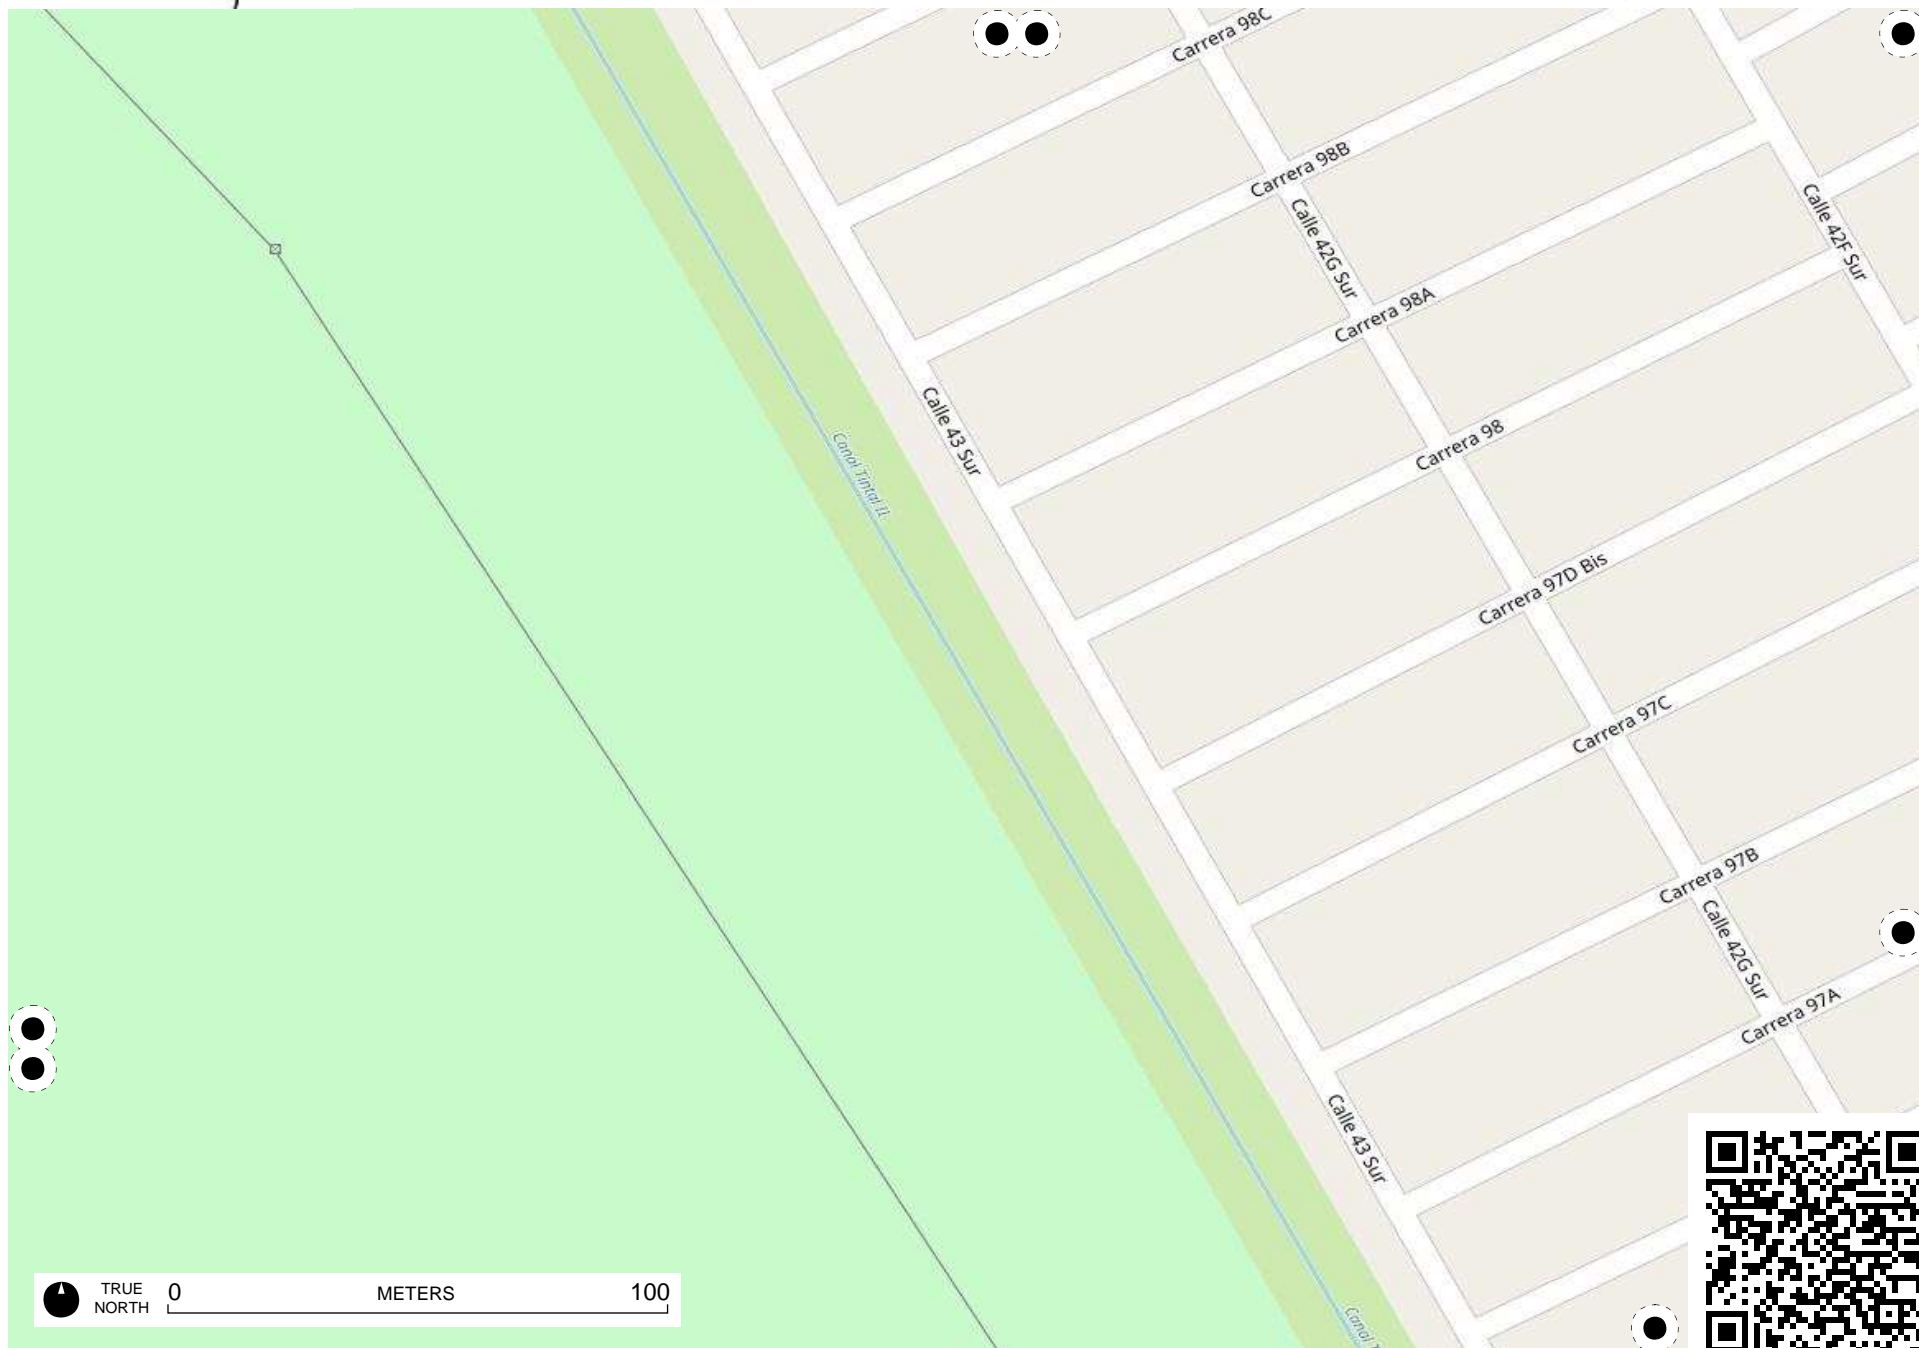 Carrera 98C
Carrera 98B
Calle 42G Sur
Calle 42F Sur
Carrera 98A
Calle 43 Sur
Carrera 98
Canal Tintal II
Carrera 97D Bis
Carrera 97C
Carrera 97B
Calle 42G Sur
Carrera 97A
Calle 43 Sur
TRUE
NORTH
0 METERS 100
Canal